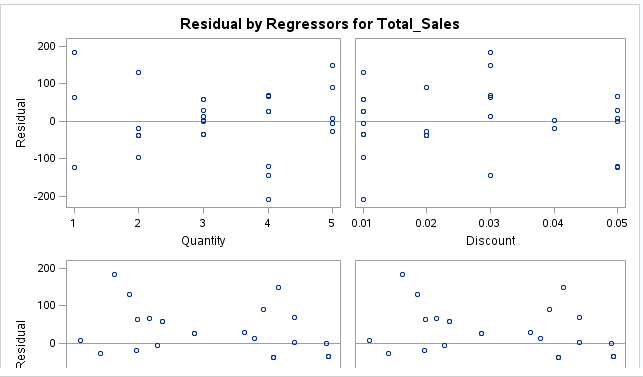 Residual by Regressors for Total_Sales
200
100
0
-100
-200
Residual
1 2 3 4 5
Quantity
0.01 0.02 0.03 0.04 0.05
Discount
200
100
0
Residual